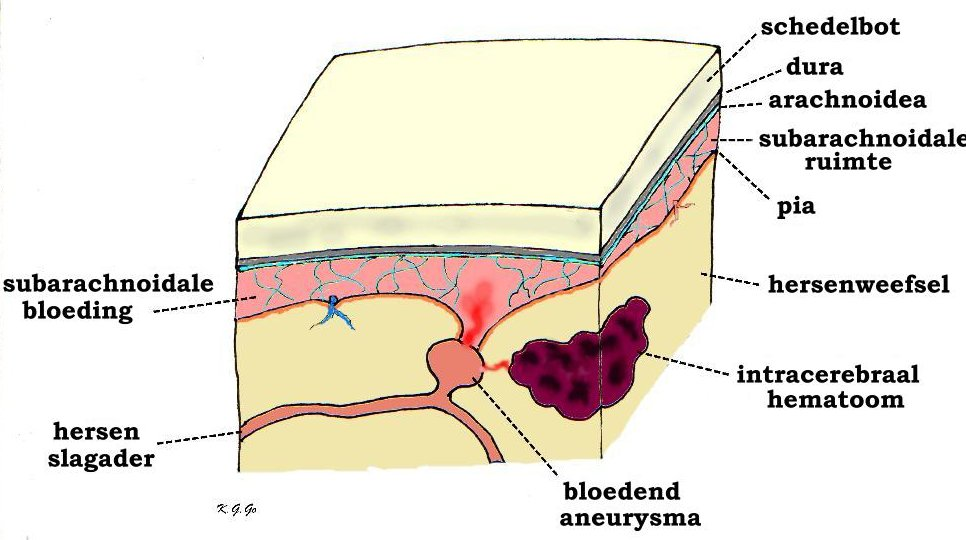 schedelbot
dura
arachnoidea
subarachnoidale
ruimte
pia
subarachnoidale
bloeding
hersenweefsel
intracerebraal
hematoom
hersen
slagader
bloedend
aneurysma
K. G. Go